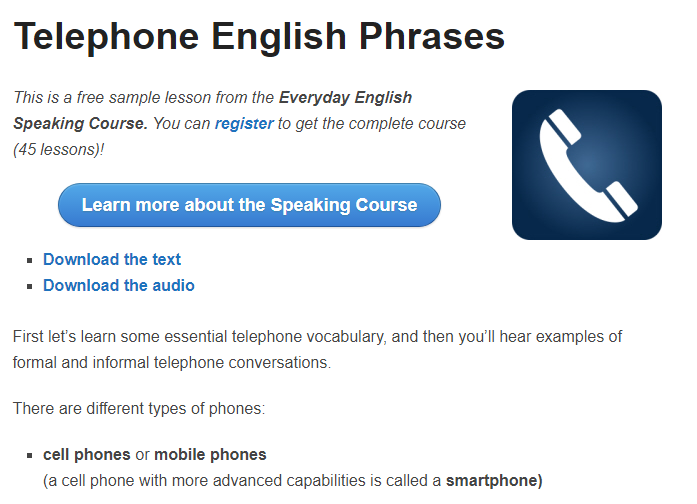 Telephone English Phrases
This is a free sample lesson from the Everyday English
Speaking Course. You can register to get the complete course
(45 lessons)!
Learn more about the Speaking Course
Download the text
Download the audio
First let’s learn some essential telephone vocabulary, and then you’ll hear examples of
formal and informal telephone conversations.
There are different types of phones:
cell phones or mobile phones
(a cell phone with more advanced capabilities is called a smartphone)